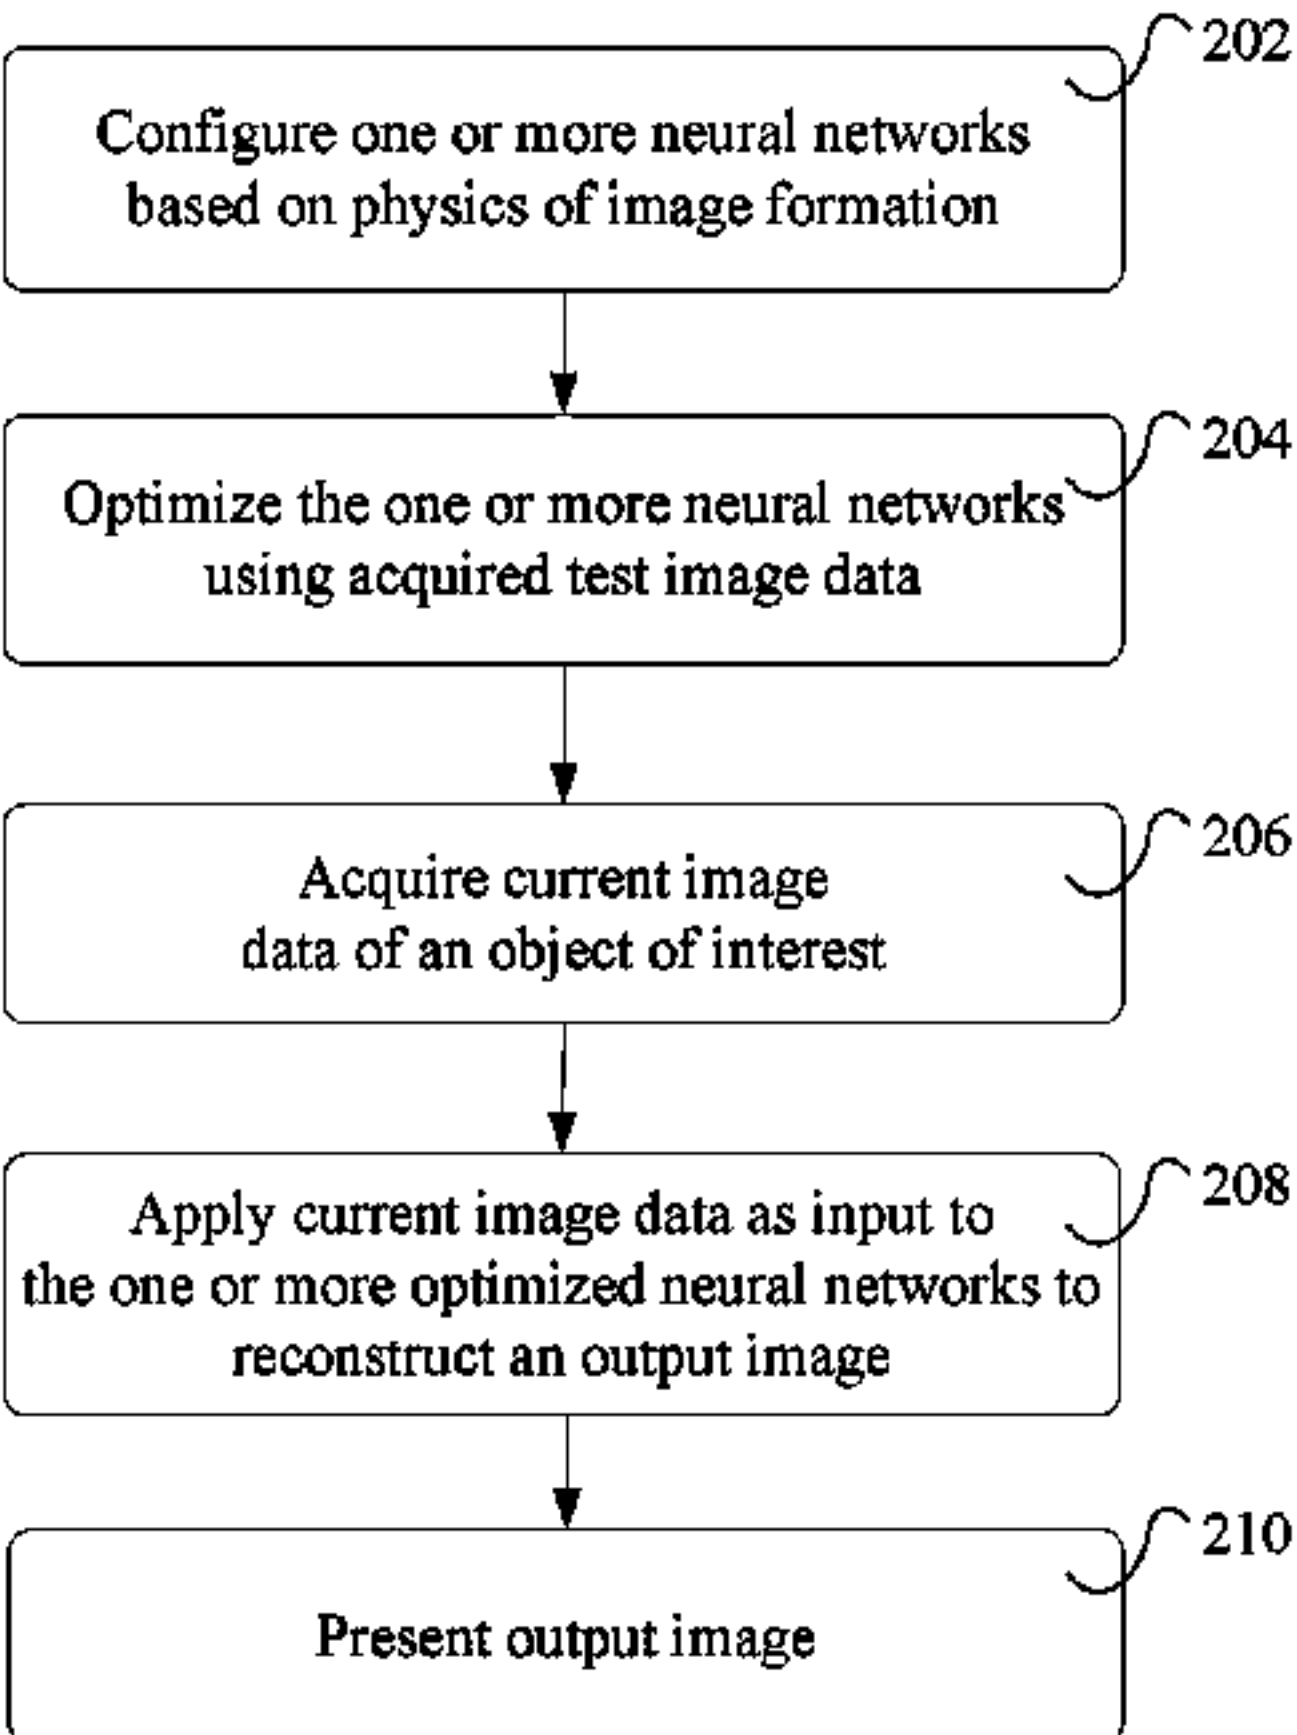 202
Configure one or more neural networks
based on physics of image formation
204
Optimize the one or more neural networks
using acquired test image data
206
Acquire current image
data of an object of interest
208
Apply current image data as input to
the one or more optimized neural networks to
reconstruct an output image
210
Present output image